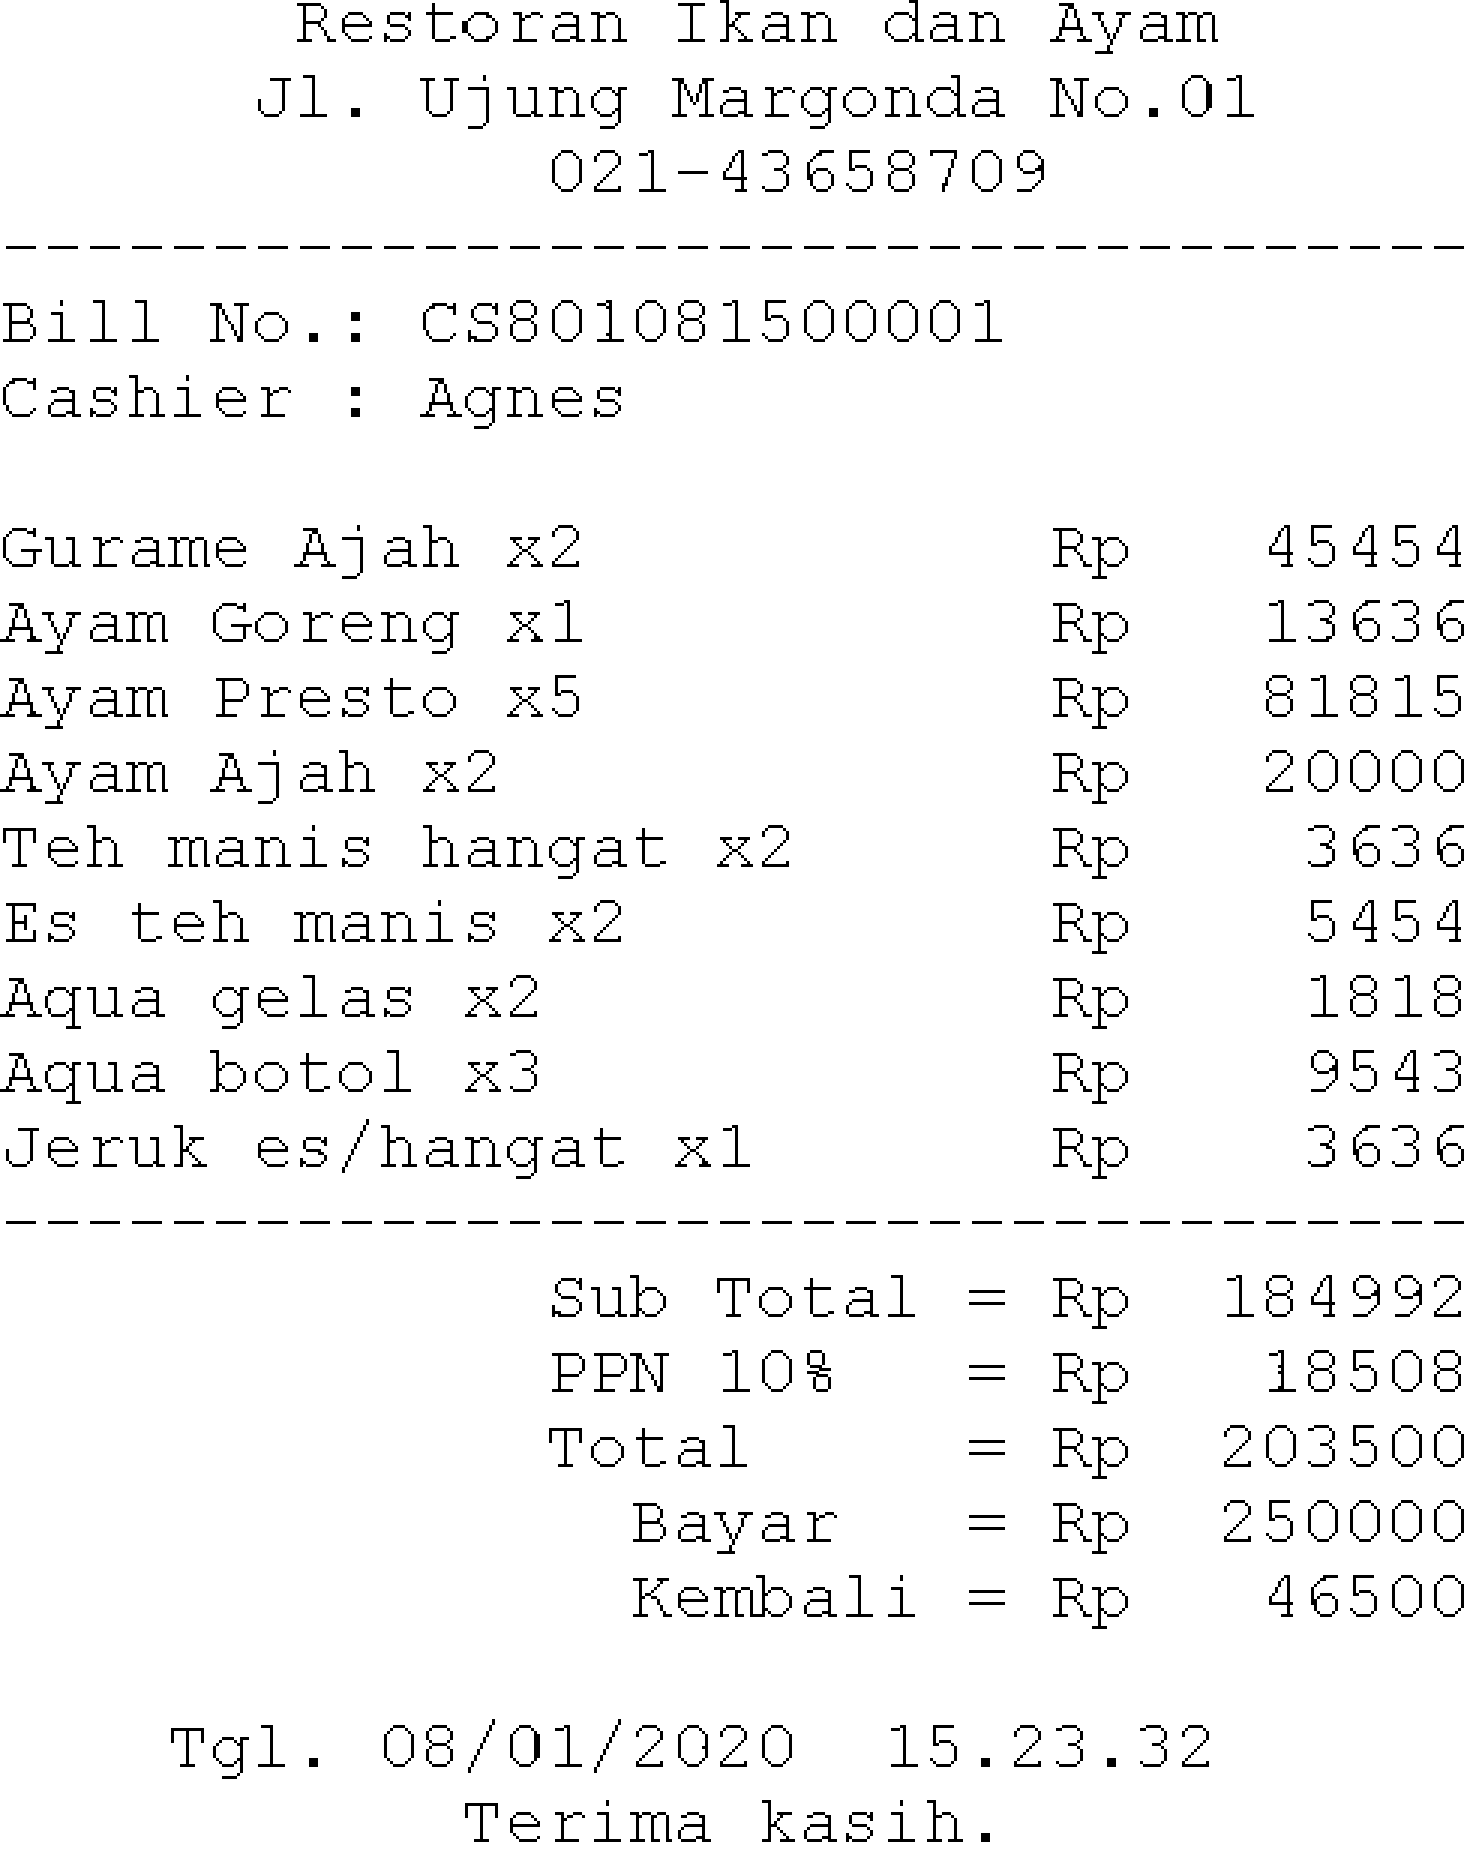 Restoran Ikan dan Ayam
Jl. Ujung Margonda No.01
021-43658709
-----------------------------------
Bill No.: CS801081500001
Cashier : Agnes
Gurame Ajah x2 Rp 45454
Ayam Goreng x1 Rp 13636
Ayam Presto x5 Rp 81815
Ayam Ajah x2 Rp 20000
Teh manis hangat x2 Rp 3636
Es teh manis x2 Rp 5454
Aqua gelas x2 Rp 1818
Aqua botol x3 Rp 9543
Jeruk es/hangat x1 Rp 3636
-----------------------------------
Sub Total = Rp 184992
PPN 10% = Rp 18508
Total = Rp 203500
Bayar = Rp 250000
Kembali = Rp 46500
Tgl. 08/01/2020 15.23.32
Terima kasih.